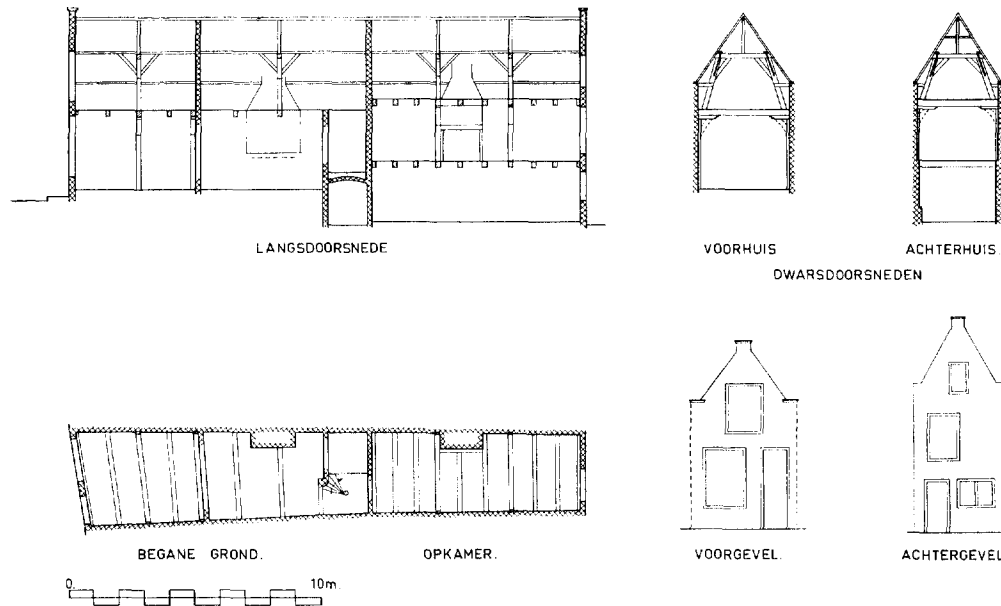 LANGSDOORSNEDE
VOORHUIS
ACHTERHUIS.
DWARSDOORSNEDEN
BEGANE GROND.
OPKAMER.
VOORGEVEL.
ACHTERGEVEL
0.
10m.